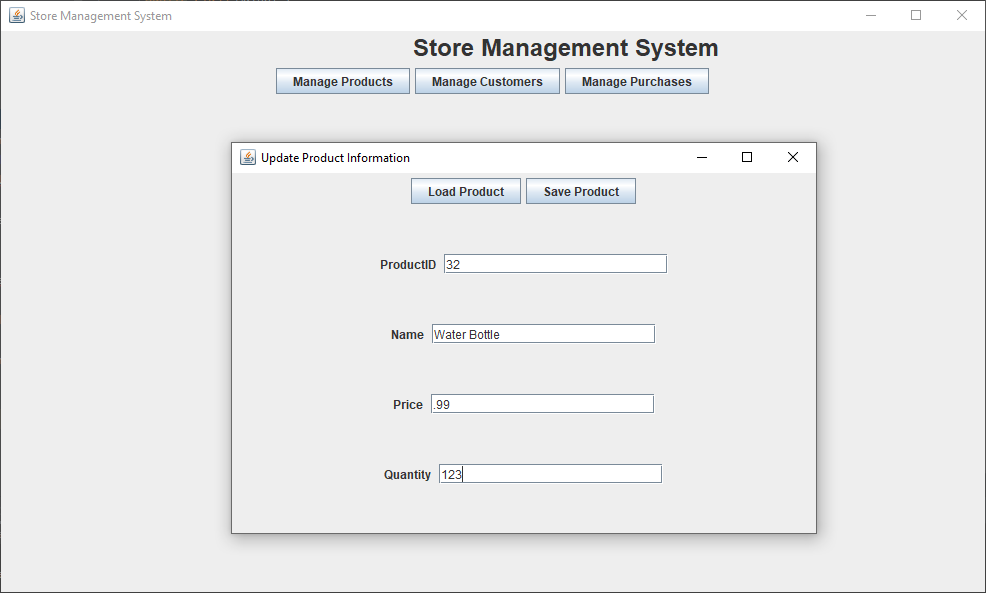 Store Management System
Store Management System
Manage Products Manage Customers Manage Purchases
Update Product Information
Load Product Save Product
ProductID 32
Name Water Bottle
Price .99
Quantity 123